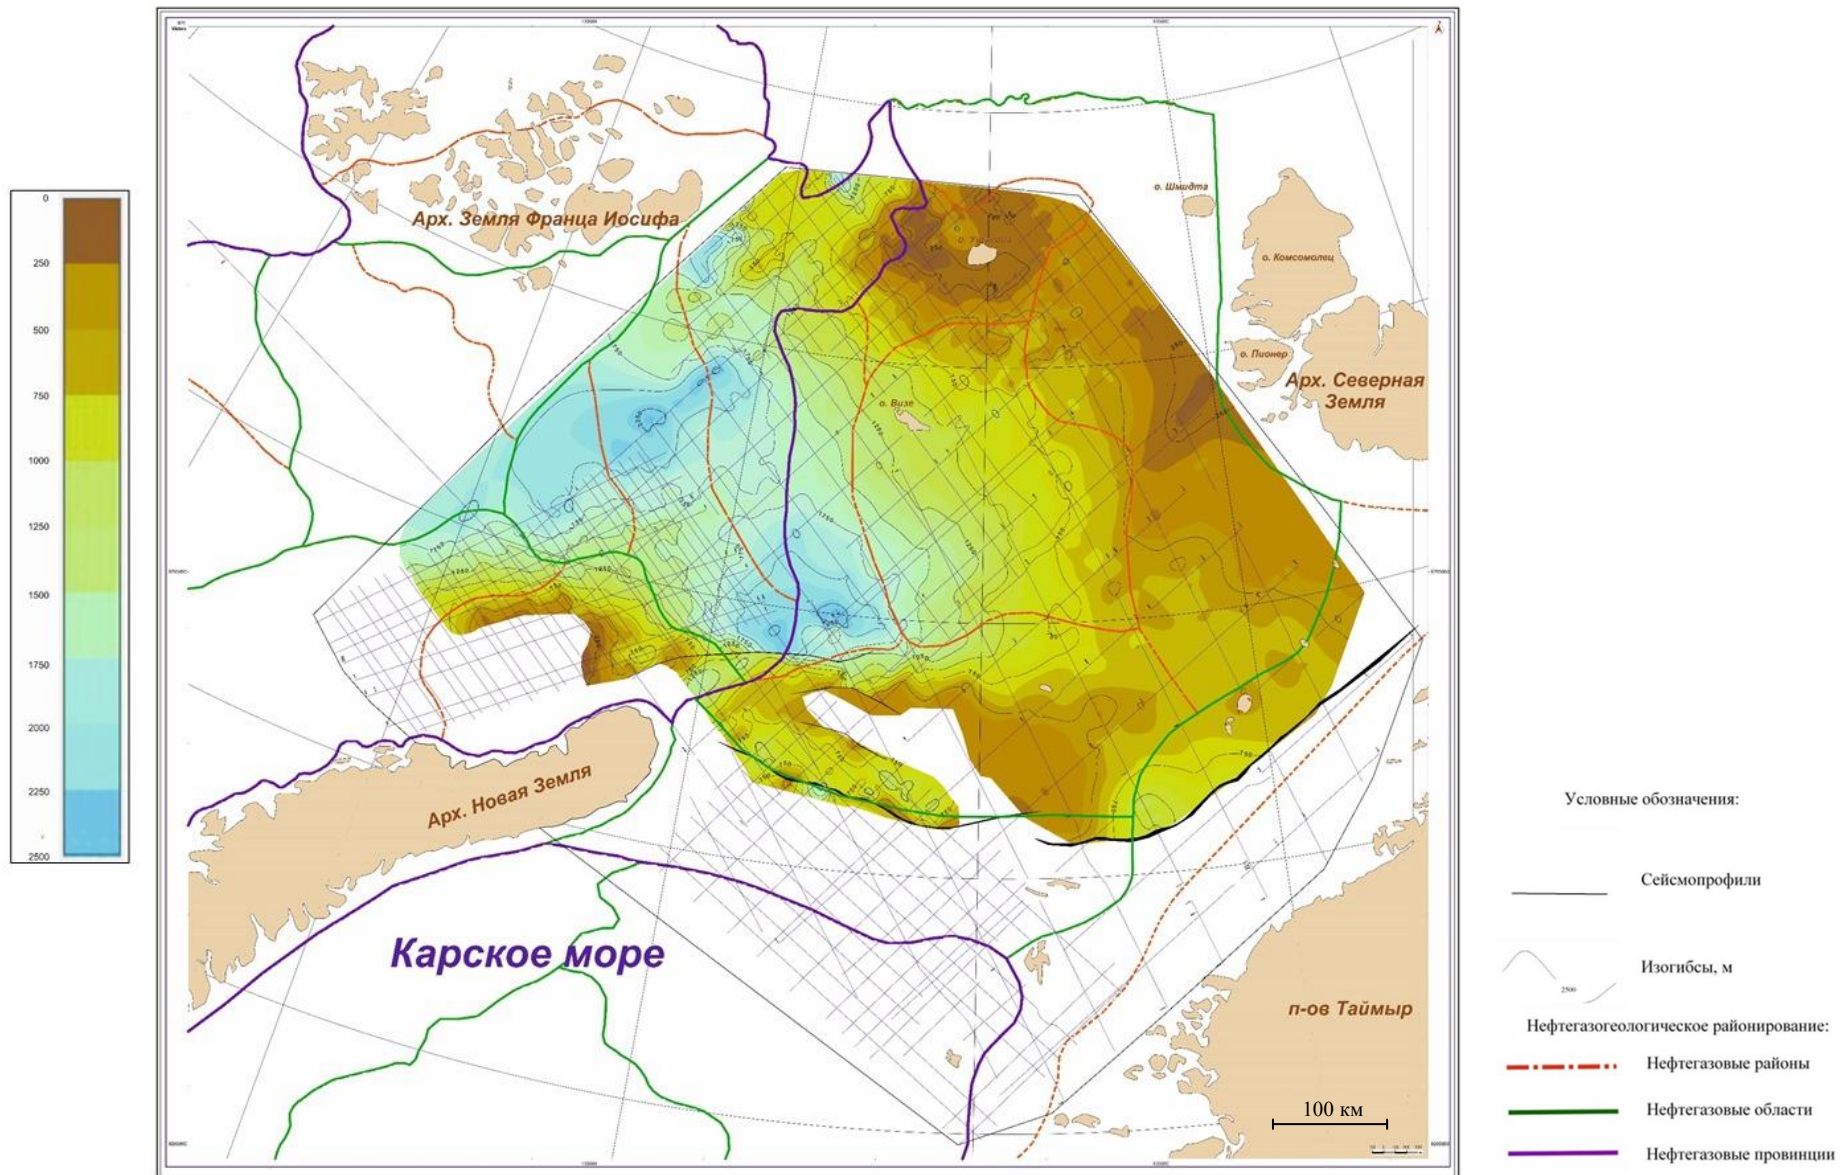 Арх. Земля Франца Иосифа
о. Шмидта
о. Комсомолец
о. Пионер
Арх. Северная
Земля
о. Визе
Арх. Новая Земля
Карское море
п-ов Таймыр
100 км
0
250
500
750
1000
1250
1500
1750
2000
2250
2500
Условные обозначения:
Сейсмопрофили
Изогибсы, м
2500
Нефтегазогеологическое районирование:
Нефтегазовые районы
Нефтегазовые области
Нефтегазовые провинции